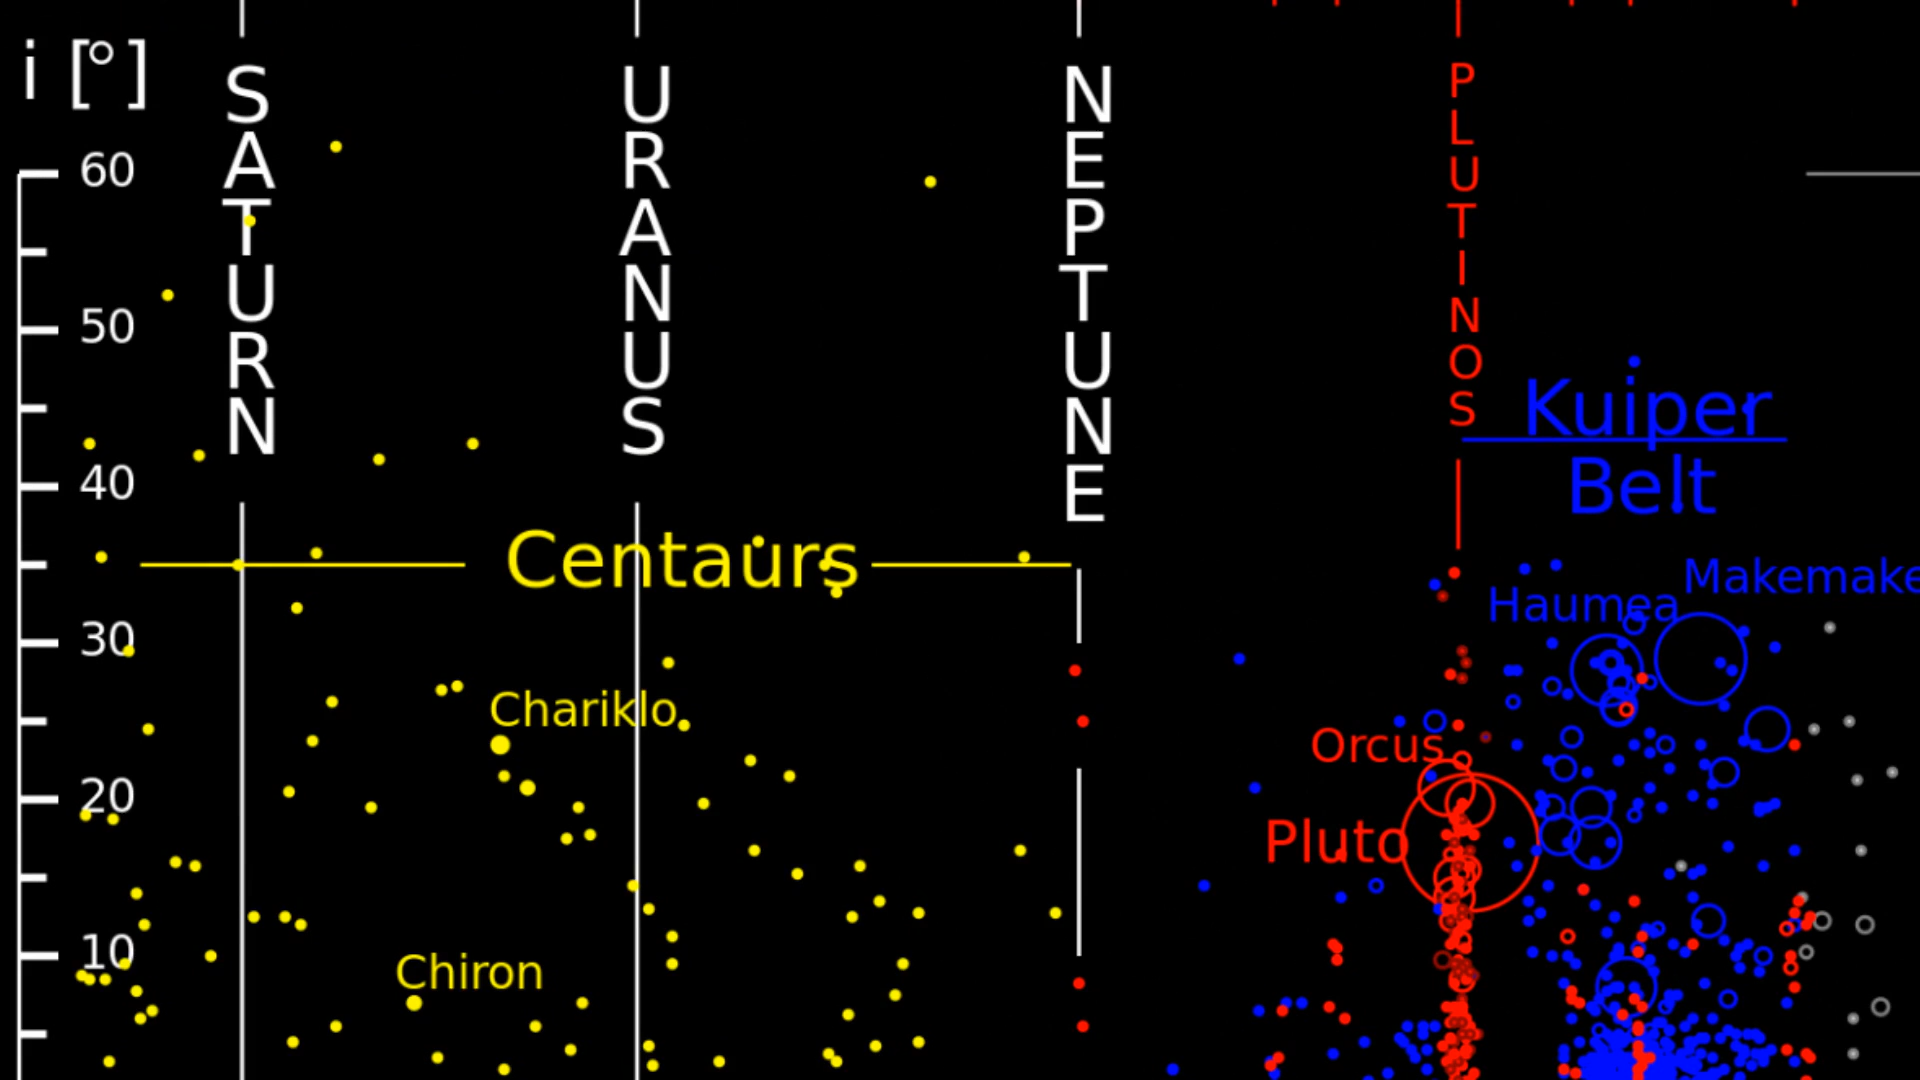 i [°]
SATURN
URANUS
NEPTUNE
PLUTINOS
60
50
Kuiper
Belt
40
Centaurs
Makemake
Haumea
30
Chariklo
Orcus
20
Pluto
10
Chiron